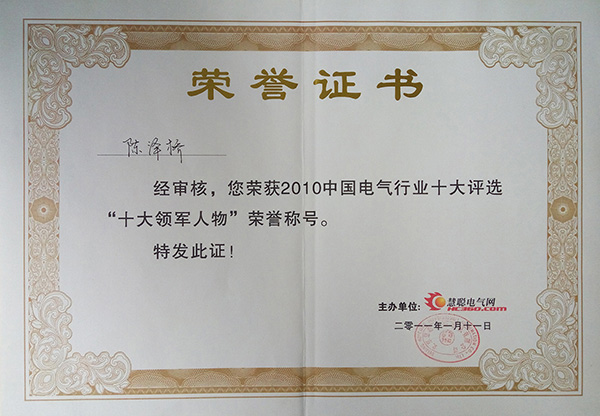 荣誉证书
陈泽桥
经审核，您荣获2010中国电气行业十大评选
“十大领军人物”荣誉称号。
特发此证！
主办单位：慧聪电气网
HC360.com
二零一一年一月十一日